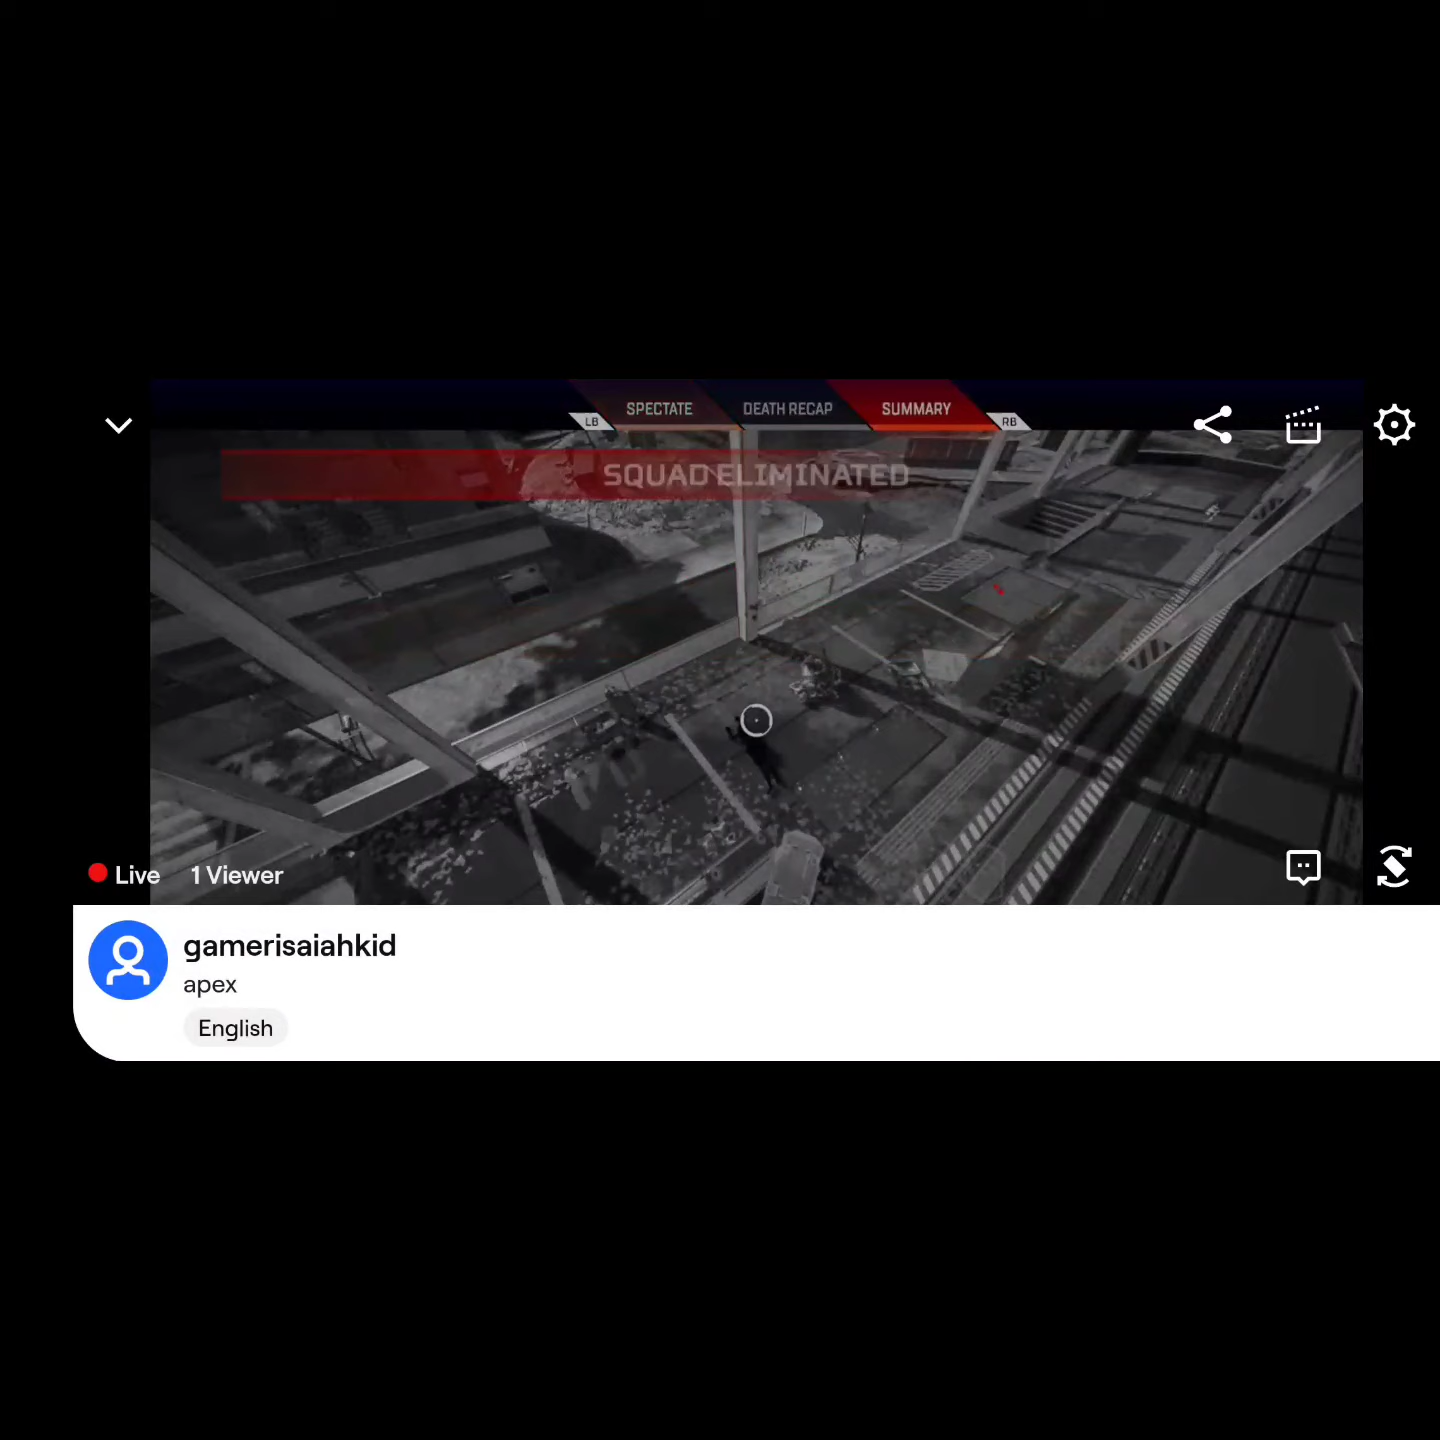 SPECTATE
DEATH RECAP
SUMMARY
LB
RB
SQUAD ELIMINATED
Live
1 Viewer
gamerisaiahkid
apex
English